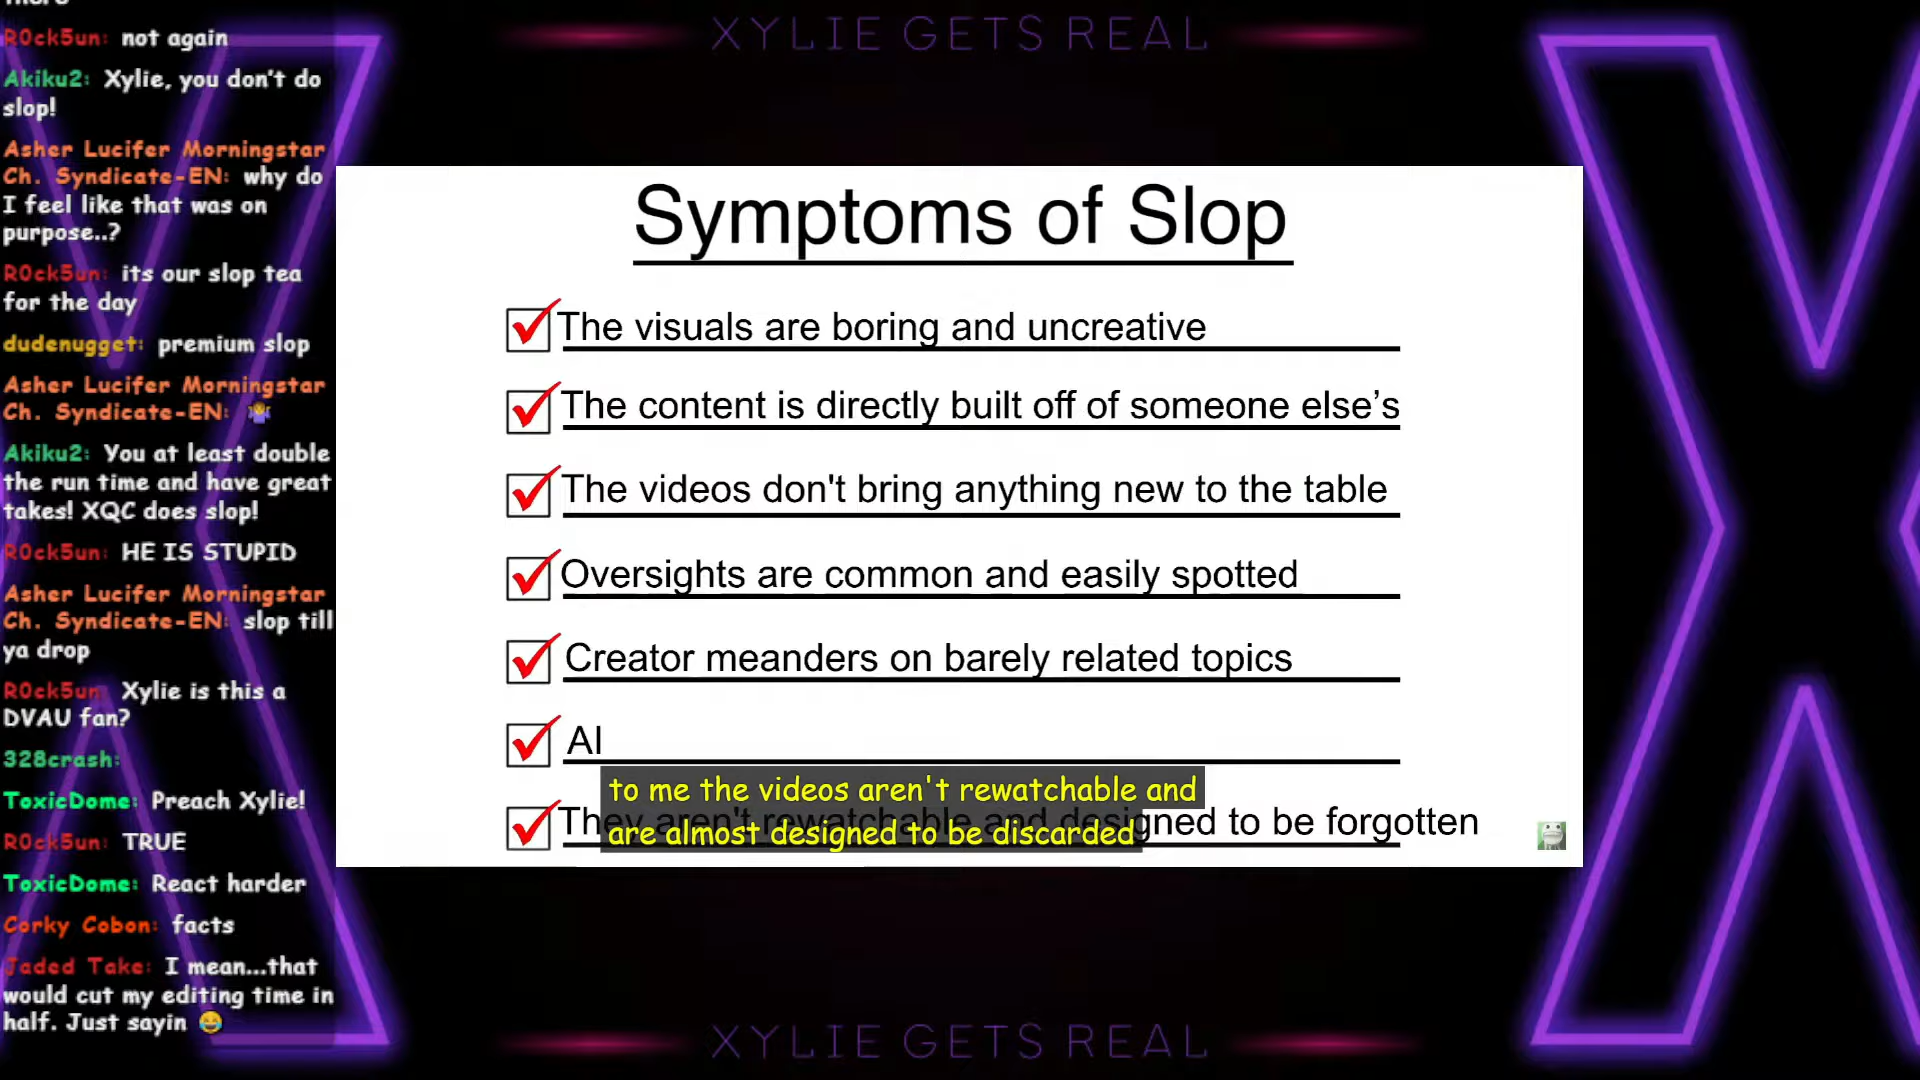 XYLIE GETS REAL
R0ck5un: not again
Akiku2: Xylie, you don't do
slop!
Asher Lucifer Morningstar
Ch. Syndicate-EN: why do
I feel like that was on
purpose..?
R0ck5un: its our slop tea
for the day
dudenugget: premium slop
Asher Lucifer Morningstar
Ch. Syndicate-EN: 🤷
Akiku2: You at least double
the run time and have great
takes! XQC does slop!
R0ck5un: HE IS STUPID
Asher Lucifer Morningstar
Ch. Syndicate-EN: slop till
ya drop
R0ck5un: Xylie is this a
DVAU fan?
328crash:
ToxicDome: Preach Xylie!
R0ck5un: TRUE
ToxicDome: React harder
Corky Cobon: facts
Jaded Take: I mean...that
would cut my editing time in
half. Just sayin 😂
Symptoms of Slop
The visuals are boring and uncreative
The content is directly built off of someone else’s
The videos don't bring anything new to the table
Oversights are common and easily spotted
Creator meanders on barely related topics
AI
They aren't rewatchable and designed to be forgotten
to me the videos aren't rewatchable and
are almost designed to be discarded
XYLIE GETS REAL